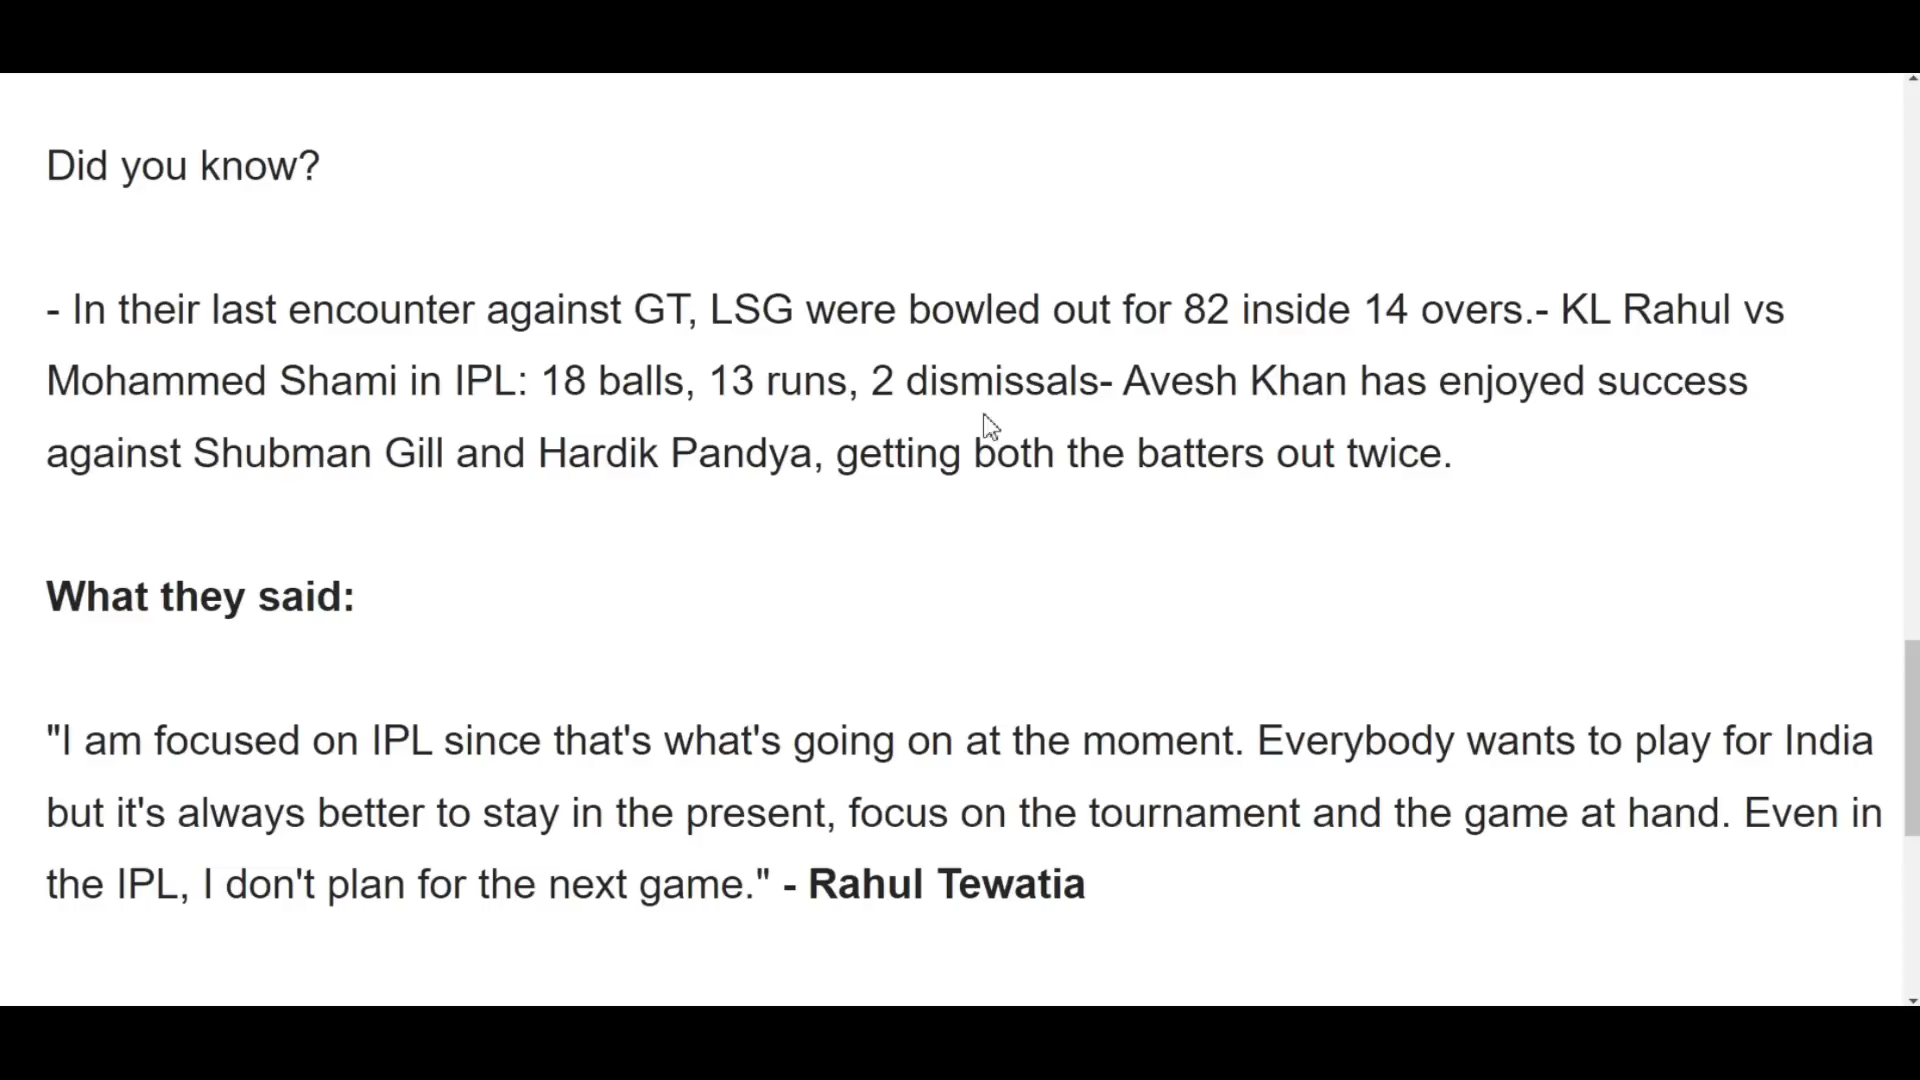 Did you know?
- In their last encounter against GT, LSG were bowled out for 82 inside 14 overs.- KL Rahul vs
Mohammed Shami in IPL: 18 balls, 13 runs, 2 dismissals- Avesh Khan has enjoyed success
against Shubman Gill and Hardik Pandya, getting both the batters out twice.
What they said:
"I am focused on IPL since that's what's going on at the moment. Everybody wants to play for India
but it's always better to stay in the present, focus on the tournament and the game at hand. Even in
the IPL, I don't plan for the next game." - Rahul Tewatia